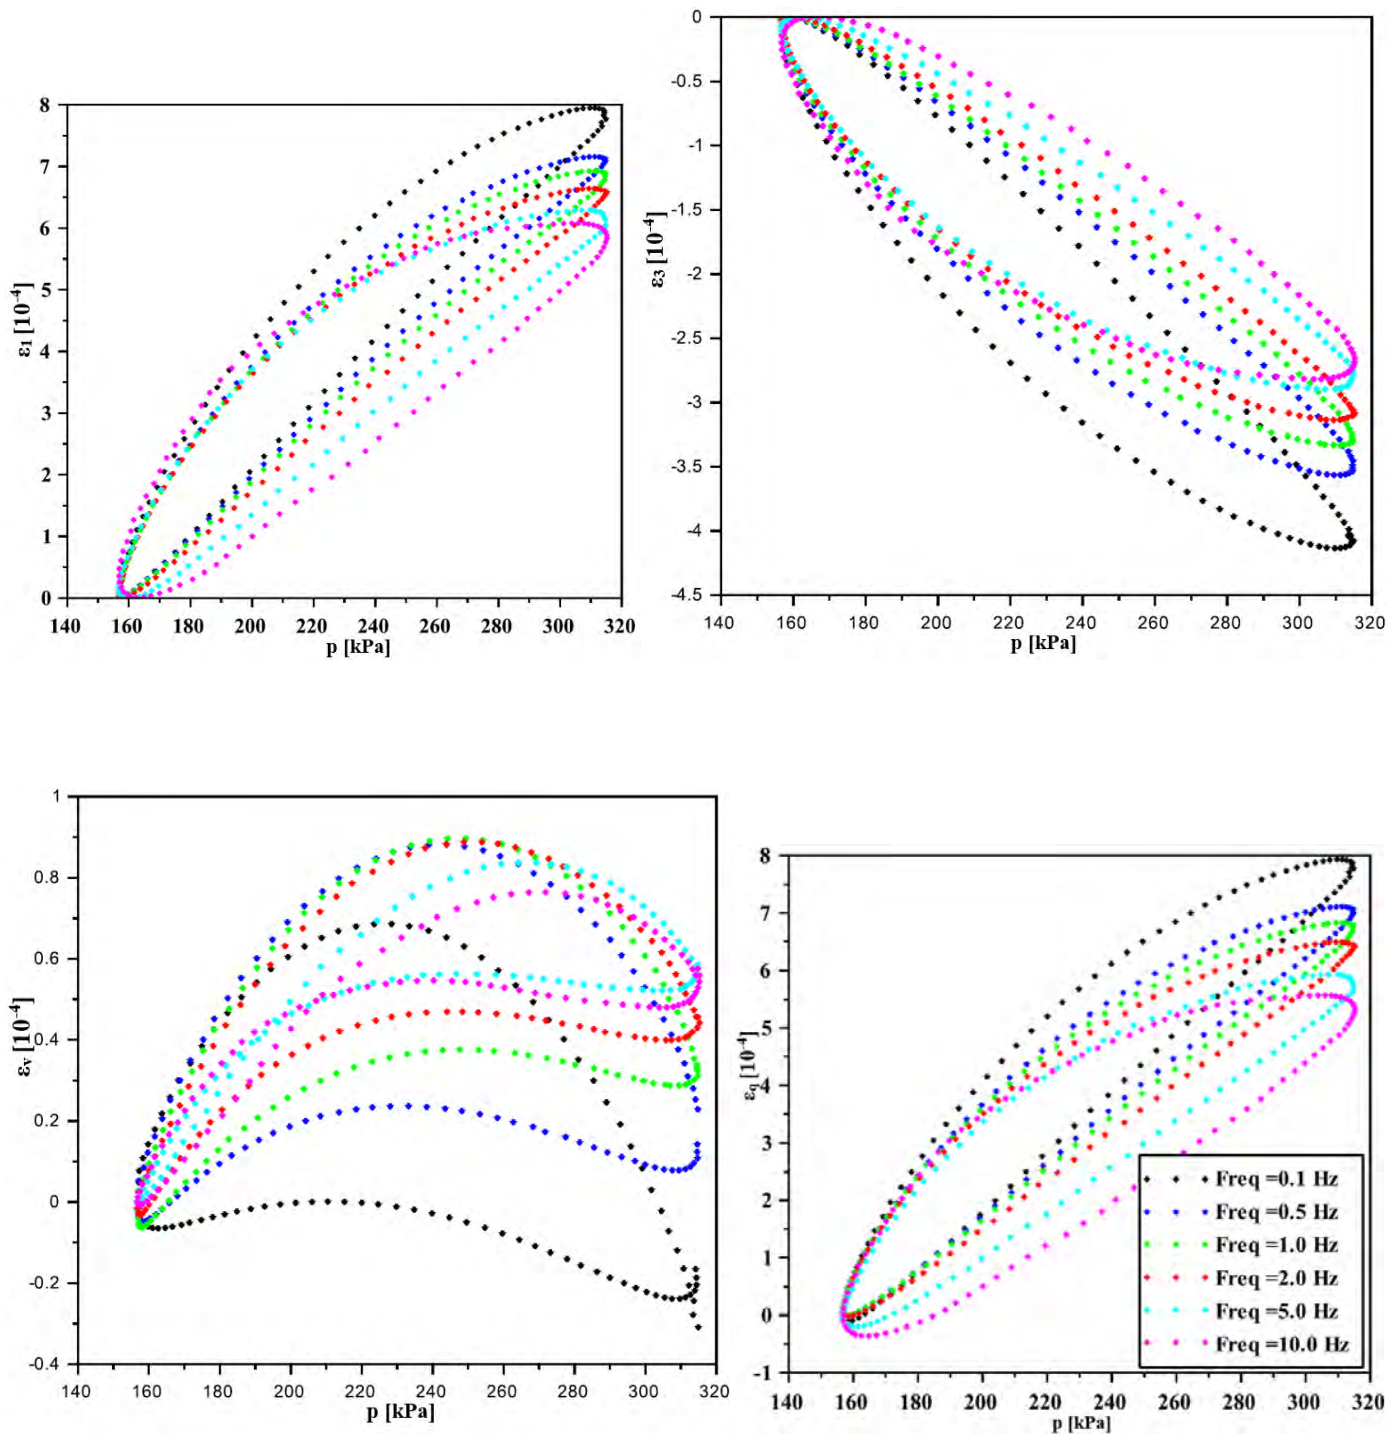 0
-0.5
-1
-1.5
-2
-2.5
-3
-3.5
-4
-4.5
ε3 [10⁻⁴]
140 160 180 200 220 240 260 280 300 320
p [kPa]
8
7
6
5
4
3
2
1
0
ε1 [10⁻⁴]
140 160 180 200 220 240 260 280 300 320
p [kPa]
1
0.8
0.6
0.4
0.2
0
-0.2
-0.4
εv [10⁻⁴]
140 160 180 200 220 240 260 280 300 320
p [kPa]
8
7
6
5
4
3
2
1
0
-1
εq [10⁻⁴]
Freq =0.1 Hz
Freq =0.5 Hz
Freq =1.0 Hz
Freq =2.0 Hz
Freq =5.0 Hz
Freq =10.0 Hz
140 160 180 200 220 240 260 280 300 320
p [kPa]